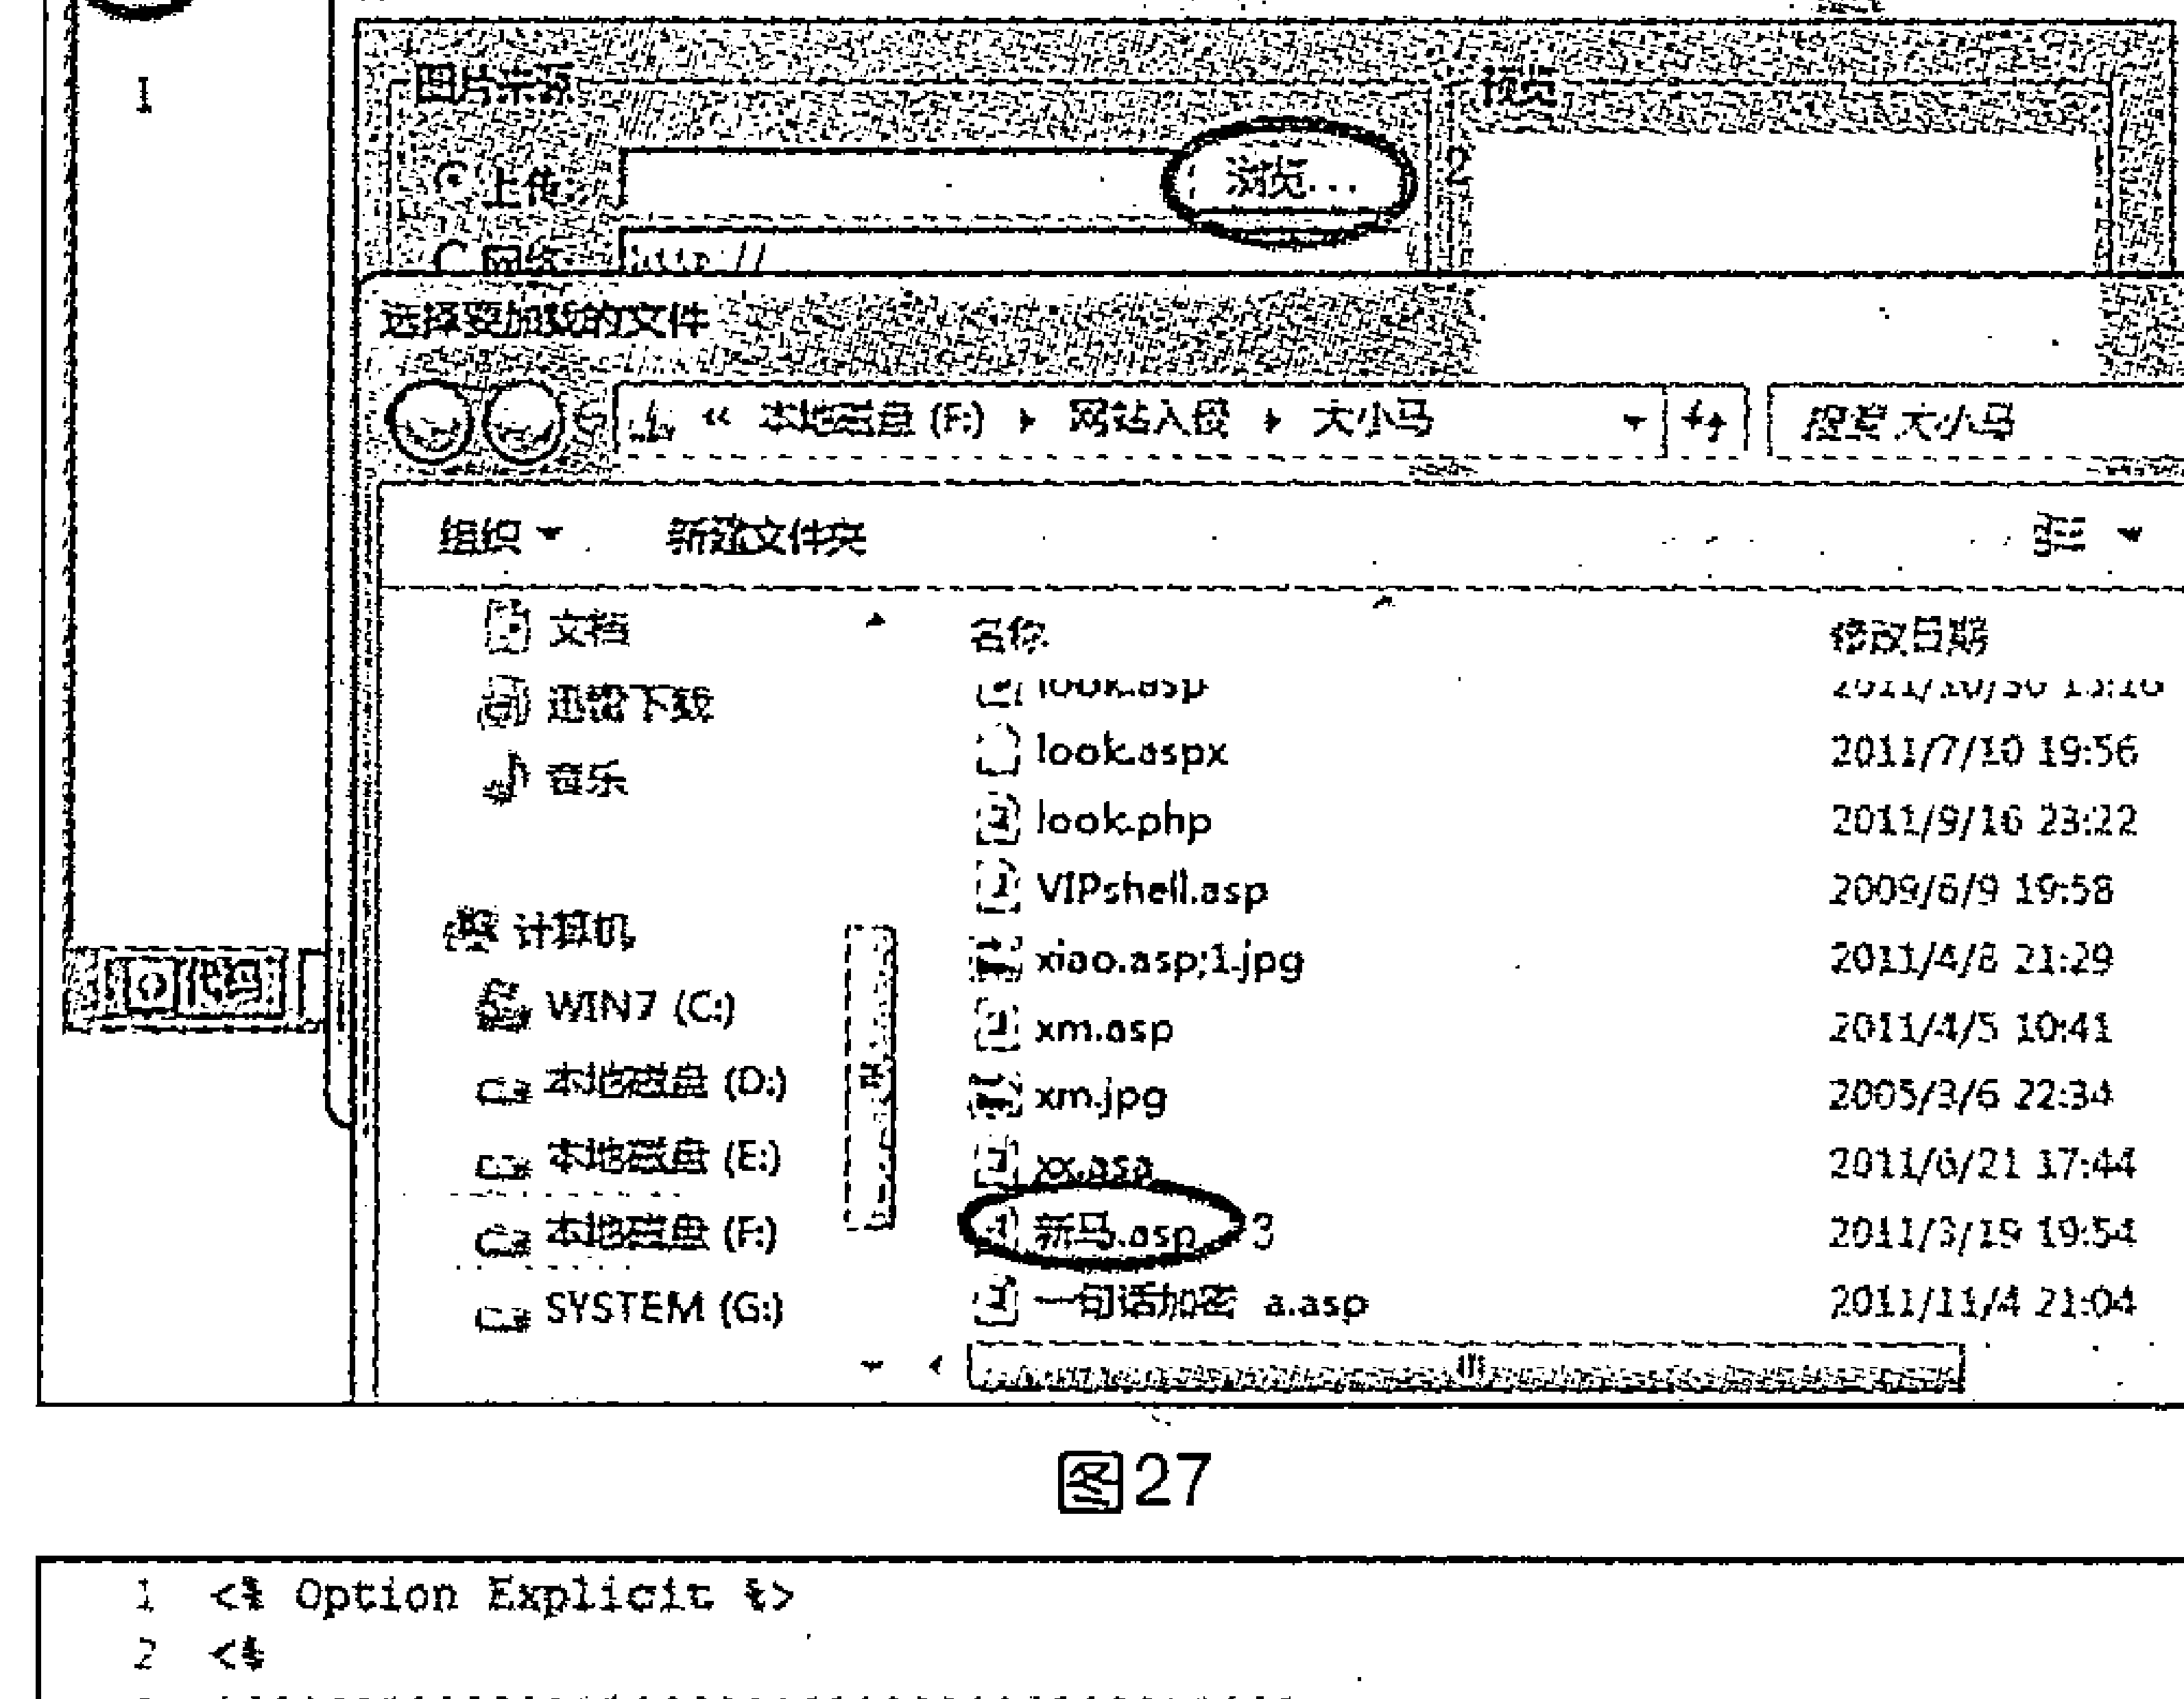 1
图片来源
预览
上传:
浏览...
2
网络:
http://
选择要加载的文件
« 本地磁盘 (F:) ▸ 网站入侵 ▸ 大小马
搜索 大小马
组织
新建文件夹
文档
名称
修改日期
look.asp
迅雷下载
look.aspx
2011/7/10 19:56
音乐
look.php
2011/9/16 23:22
VIPshell.asp
2009/6/9 19:58
计算机
xiao.asp;1.jpg
2011/4/8 21:29
WIN7 (C:)
xm.asp
2011/4/5 10:41
代码
本地磁盘 (D:)
xm.jpg
2005/3/6 22:34
本地磁盘 (E:)
xx.asa
2011/6/21 17:44
本地磁盘 (F:)
新马.asp
3
2011/3/19 19:54
SYSTEM (G:)
一句话加密 a.asp
2011/11/4 21:04
图27
1 <% Option Explicit %>
2 <%